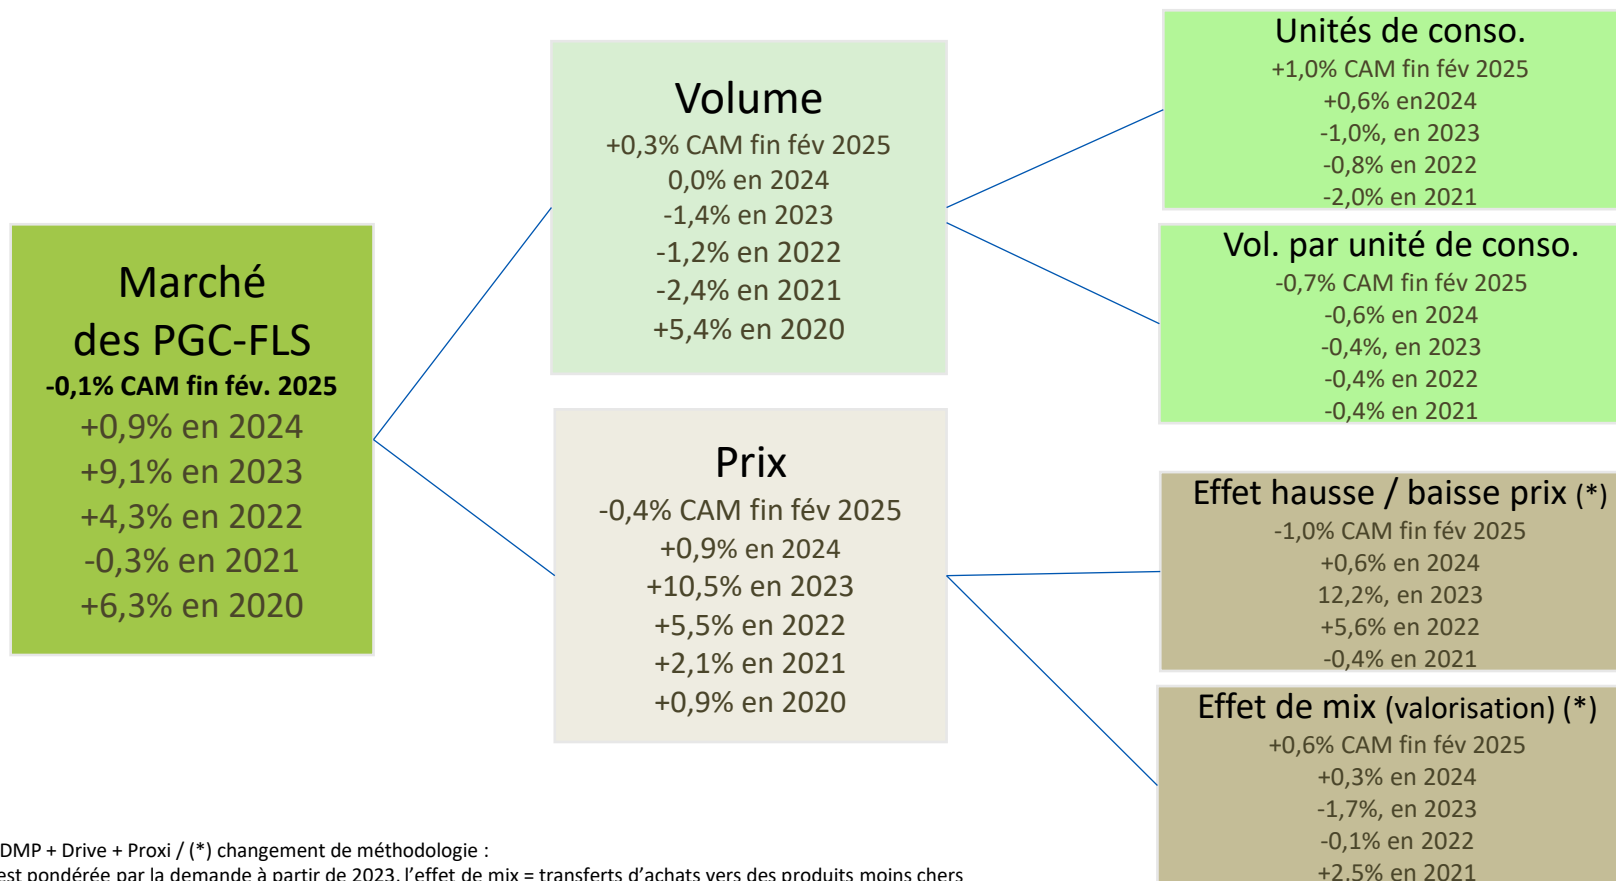 Marché
des PGC-FLS
-0,1% CAM fin fév. 2025
+0,9% en 2024
+9,1% en 2023
+4,3% en 2022
-0,3% en 2021
+6,3% en 2020
Volume
+0,3% CAM fin fév 2025
0,0% en 2024
-1,4% en 2023
-1,2% en 2022
-2,4% en 2021
+5,4% en 2020
Prix
-0,4% CAM fin fév 2025
+0,9% en 2024
+10,5% en 2023
+5,5% en 2022
+2,1% en 2021
+0,9% en 2020
Unités de conso.
+1,0% CAM fin fév 2025
+0,6% en2024
-1,0%, en 2023
-0,8% en 2022
-2,0% en 2021
Vol. par unité de conso.
-0,7% CAM fin fév 2025
-0,6% en 2024
-0,4%, en 2023
-0,4% en 2022
-0,4% en 2021
Effet hausse / baisse prix (*)
-1,0% CAM fin fév 2025
+0,6% en 2024
12,2%, en 2023
+5,6% en 2022
-0,4% en 2021
Effet de mix (valorisation) (*)
+0,6% CAM fin fév 2025
+0,3% en 2024
-1,7%, en 2023
-0,1% en 2022
+2,5% en 2021
DMP + Drive + Proxi / (*) changement de méthodologie :
est pondérée par la demande à partir de 2023, l'effet de mix = transferts d'achats vers des produits moins chers